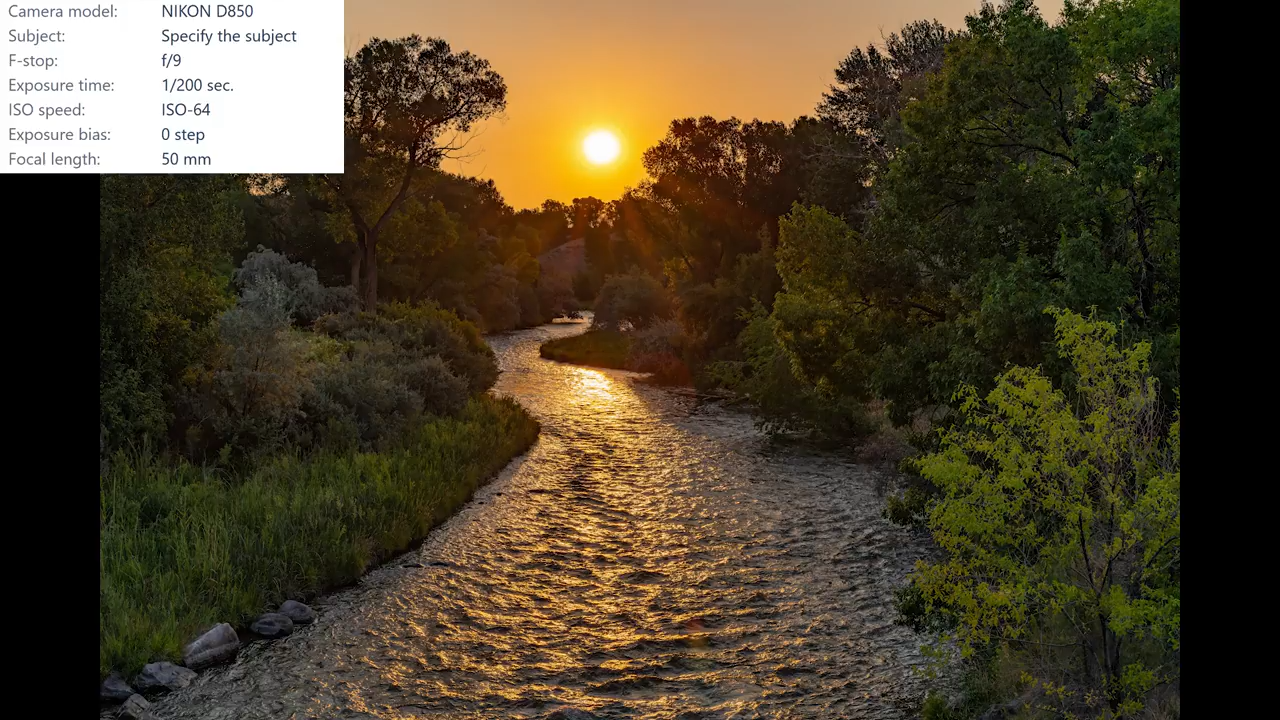 Camera model: NIKON D850
Subject: Specify the subject
F-stop: f/9
Exposure time: 1/200 sec.
ISO speed: ISO-64
Exposure bias: 0 step
Focal length: 50 mm